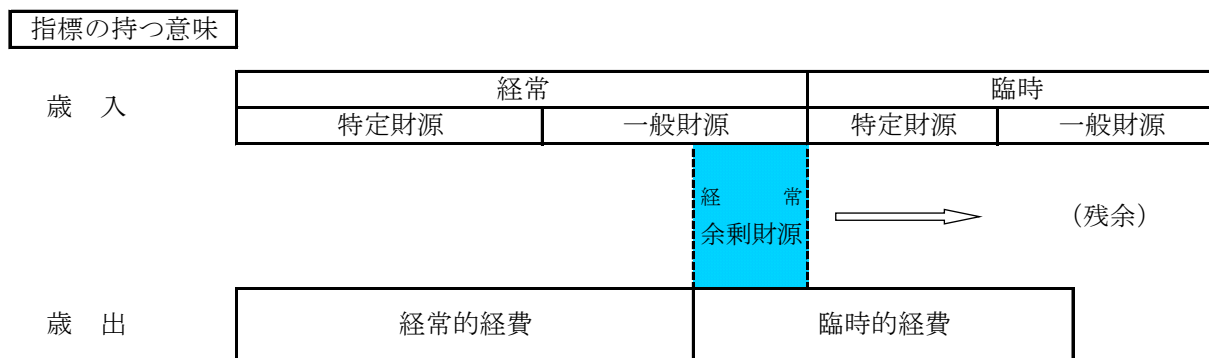 指標の持つ意味
歳 入
経常 臨時
特定財源 一般財源 特定財源 一般財源
経 常
余剰財源
(残余)
歳 出
経常的経費 臨時的経費